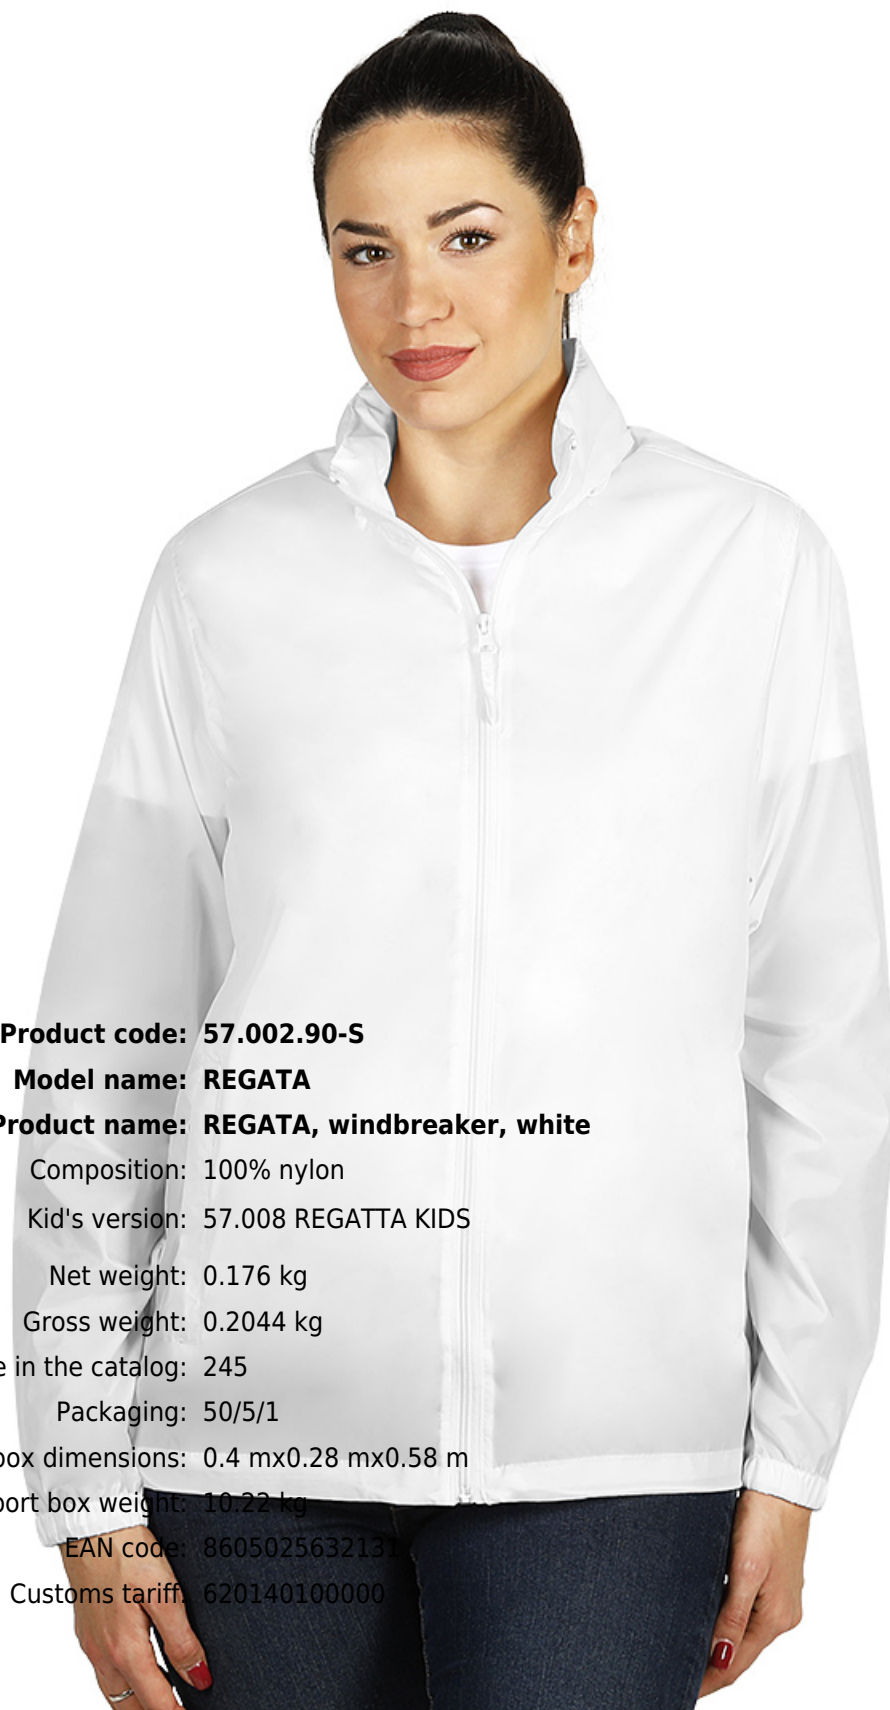 Product code: 57.002.90-S
Model name: REGATA
Product name: REGATA, windbreaker, white
Composition: 100% nylon
Kid's version: 57.008 REGATTA KIDS
Net weight: 0.176 kg
Gross weight: 0.2044 kg
in the catalog: 245
Packaging: 50/5/1
box dimensions: 0.4 mx0.28 mx0.58 m
box weight: 10.22 kg
EAN code: 8605025632131
Customs tariff: 620140100000